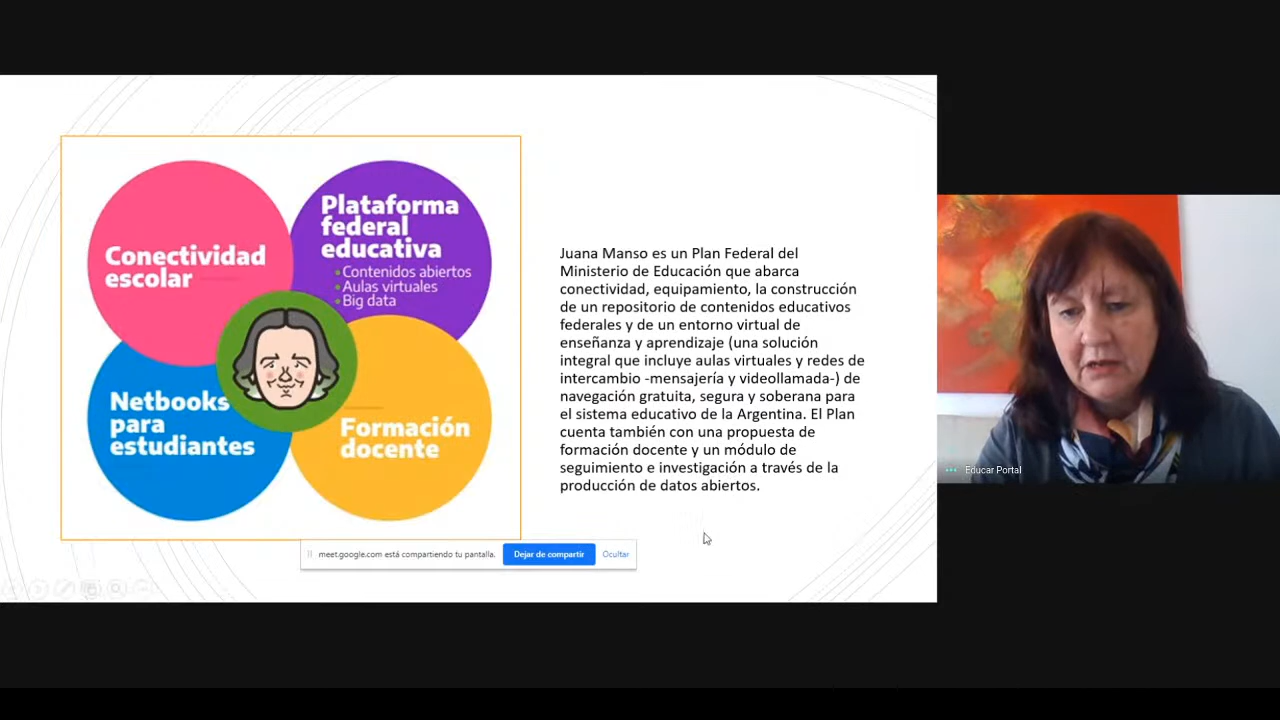 Conectividad
escolar
Plataforma
federal
educativa
Contenidos abiertos
Aulas virtuales
Big data
Netbooks
para
estudiantes
Formación
docente
Juana Manso es un Plan Federal del
Ministerio de Educación que abarca
conectividad, equipamiento, la construcción
de un repositorio de contenidos educativos
federales y de un entorno virtual de
enseñanza y aprendizaje (una solución
integral que incluye aulas virtuales y redes de
intercambio -mensajería y videollamada-) de
navegación gratuita, segura y soberana para
el sistema educativo de la Argentina. El Plan
cuenta también con una propuesta de
formación docente y un módulo de
seguimiento e investigación a través de la
producción de datos abiertos.
meet.google.com está compartiendo tu pantalla.
Dejar de compartir
Ocultar
Educar Portal